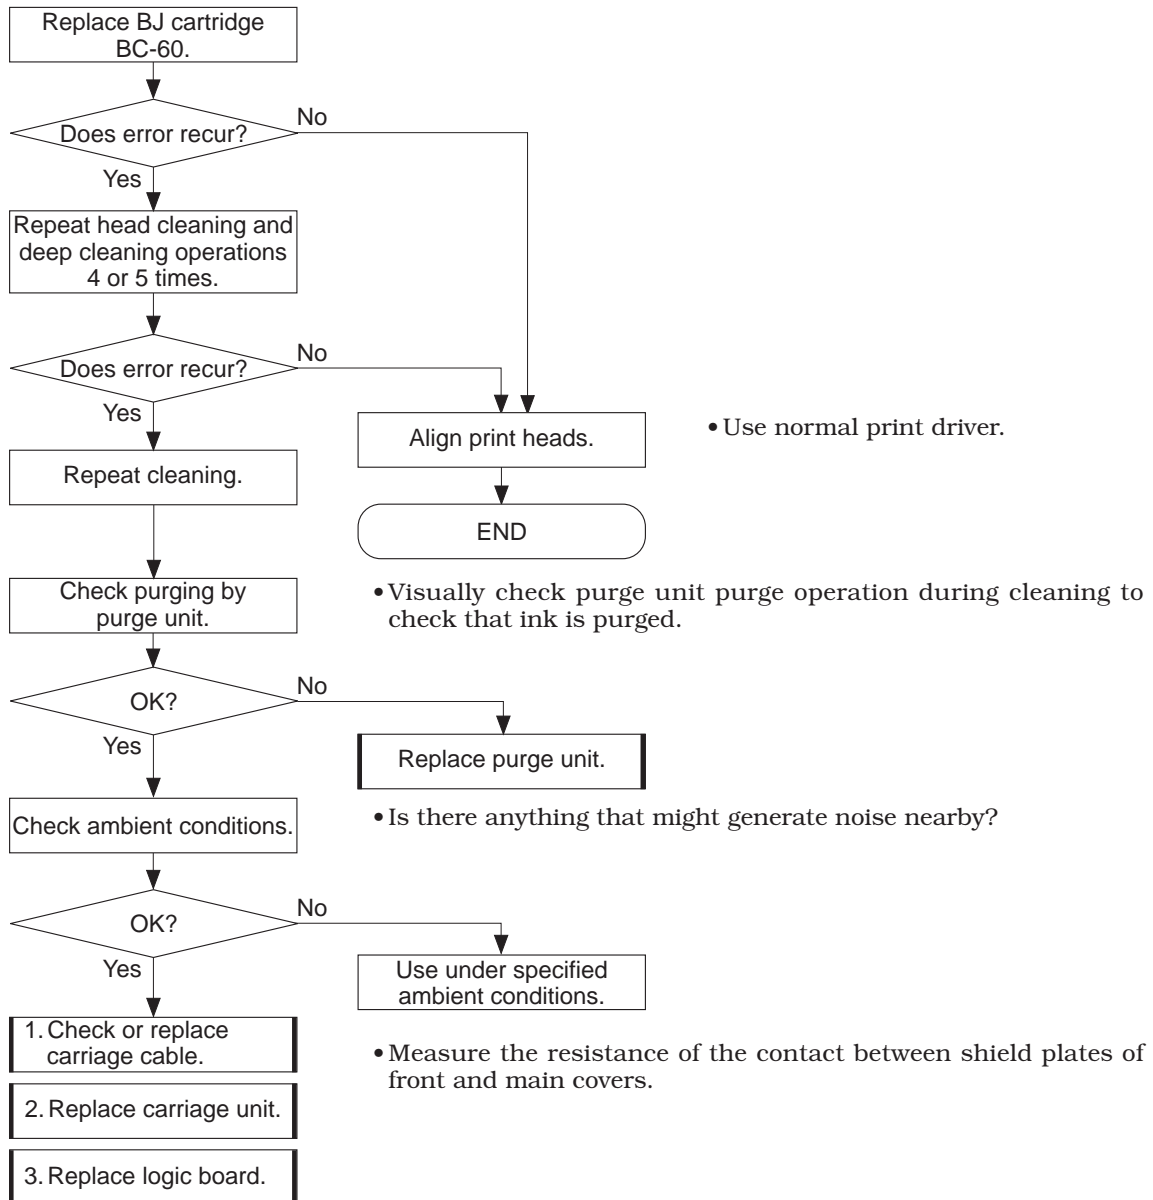 Replace BJ cartridge
BC-60.
Does error recur?
No
Yes
Repeat head cleaning and
deep cleaning operations
4 or 5 times.
Does error recur?
No
Yes
Align print heads.
•Use normal print driver.
Repeat cleaning.
END
Check purging by
purge unit.
•Visually check purge unit purge operation during cleaning to
check that ink is purged.
OK?
No
Yes
Replace purge unit.
Check ambient conditions.
•Is there anything that might generate noise nearby?
OK?
No
Yes
Use under specified
ambient conditions.
1. Check or replace
carriage cable.
•Measure the resistance of the contact between shield plates of
front and main covers.
2. Replace carriage unit.
3. Replace logic board.